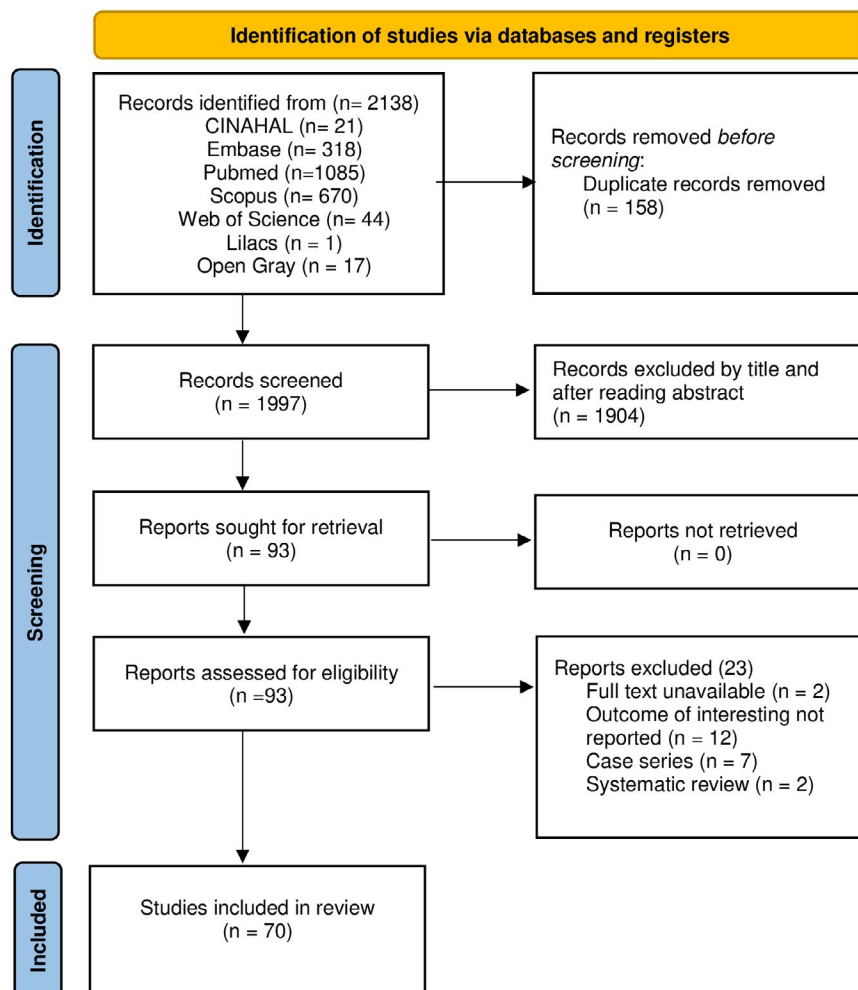 Identification of studies via databases and registers
Identification
Records identified from (n= 2138)
CINAHAL (n= 21)
Embase (n= 318)
Pubmed (n=1085)
Scopus (n= 670)
Web of Science (n= 44)
Lilacs (n = 1)
Open Gray (n = 17)
Records removed before
screening:
Duplicate records removed
(n = 158)
Screening
Records screened
(n = 1997)
Records excluded by title and
after reading abstract
(n = 1904)
Reports sought for retrieval
(n = 93)
Reports not retrieved
(n = 0)
Reports assessed for eligibility
(n =93)
Reports excluded (23)
Full text unavailable (n = 2)
Outcome of interesting not
reported (n = 12)
Case series (n = 7)
Systematic review (n = 2)
Included
Studies included in review
(n = 70)